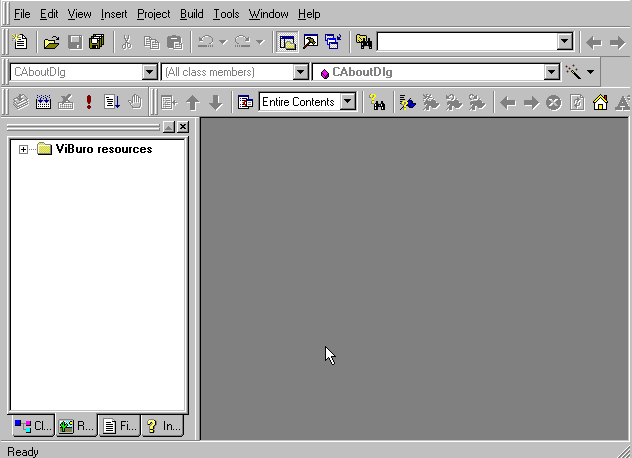 File Edit View Insert Project Build Tools Window Help
CAboutDlg (All class members) CAboutDlg
Entire Contents
ViBuro resources
Cl... R... Fi... In...
Ready